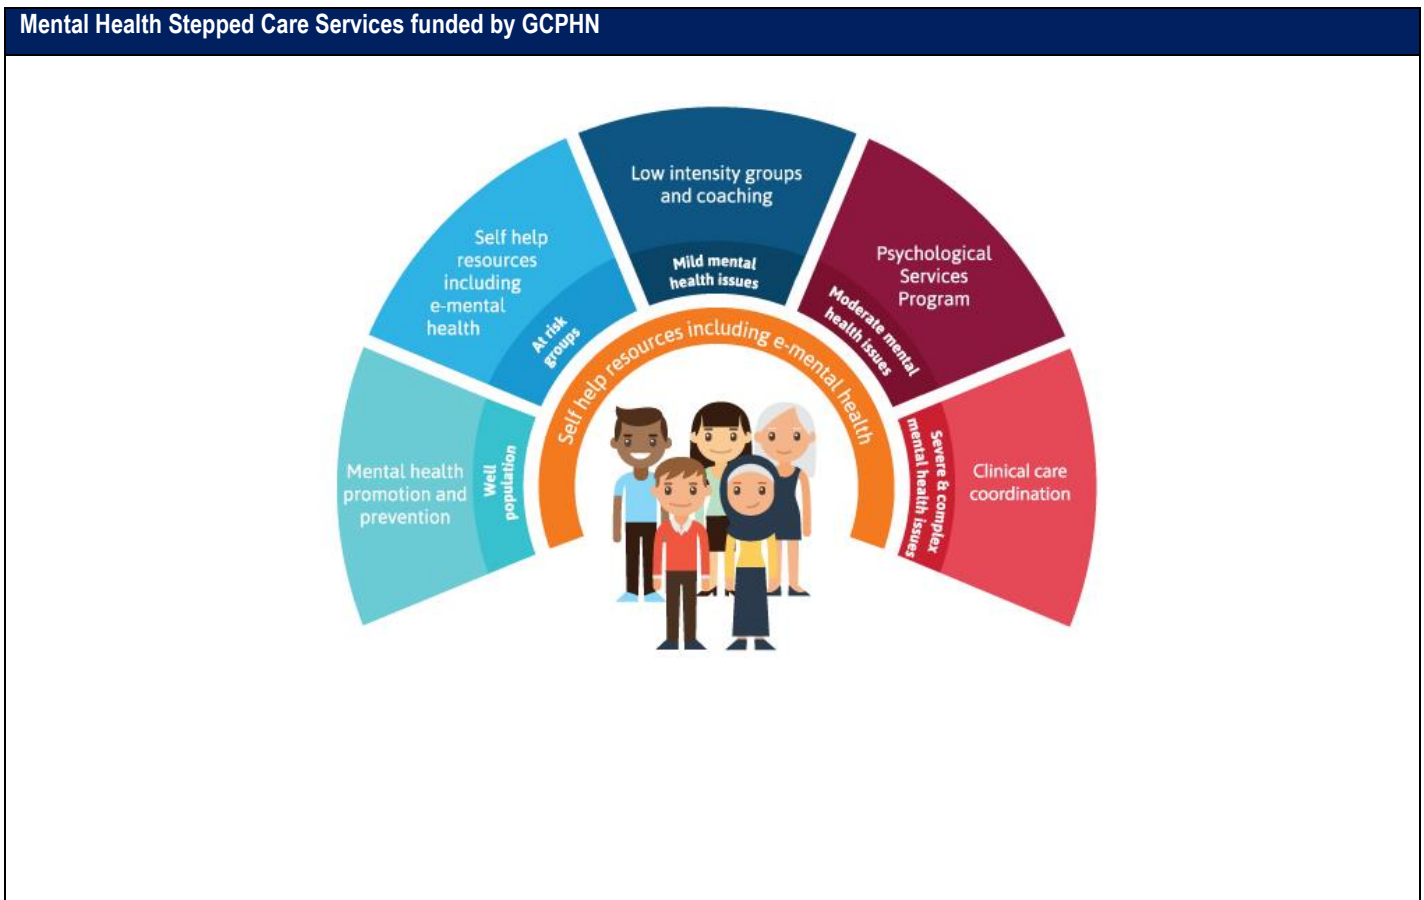 Mental Health Stepped Care Services funded by GCPHN
Mental health
promotion and
prevention
Well
population
Self help
resources
including
e-mental
health
At risk
groups
Low intensity groups
and coaching
Mild mental
health issues
Psychological
Services
Program
Moderate mental
health issues
Clinical care
coordination
Severe & complex
mental health issues
Self help resources including e-mental health